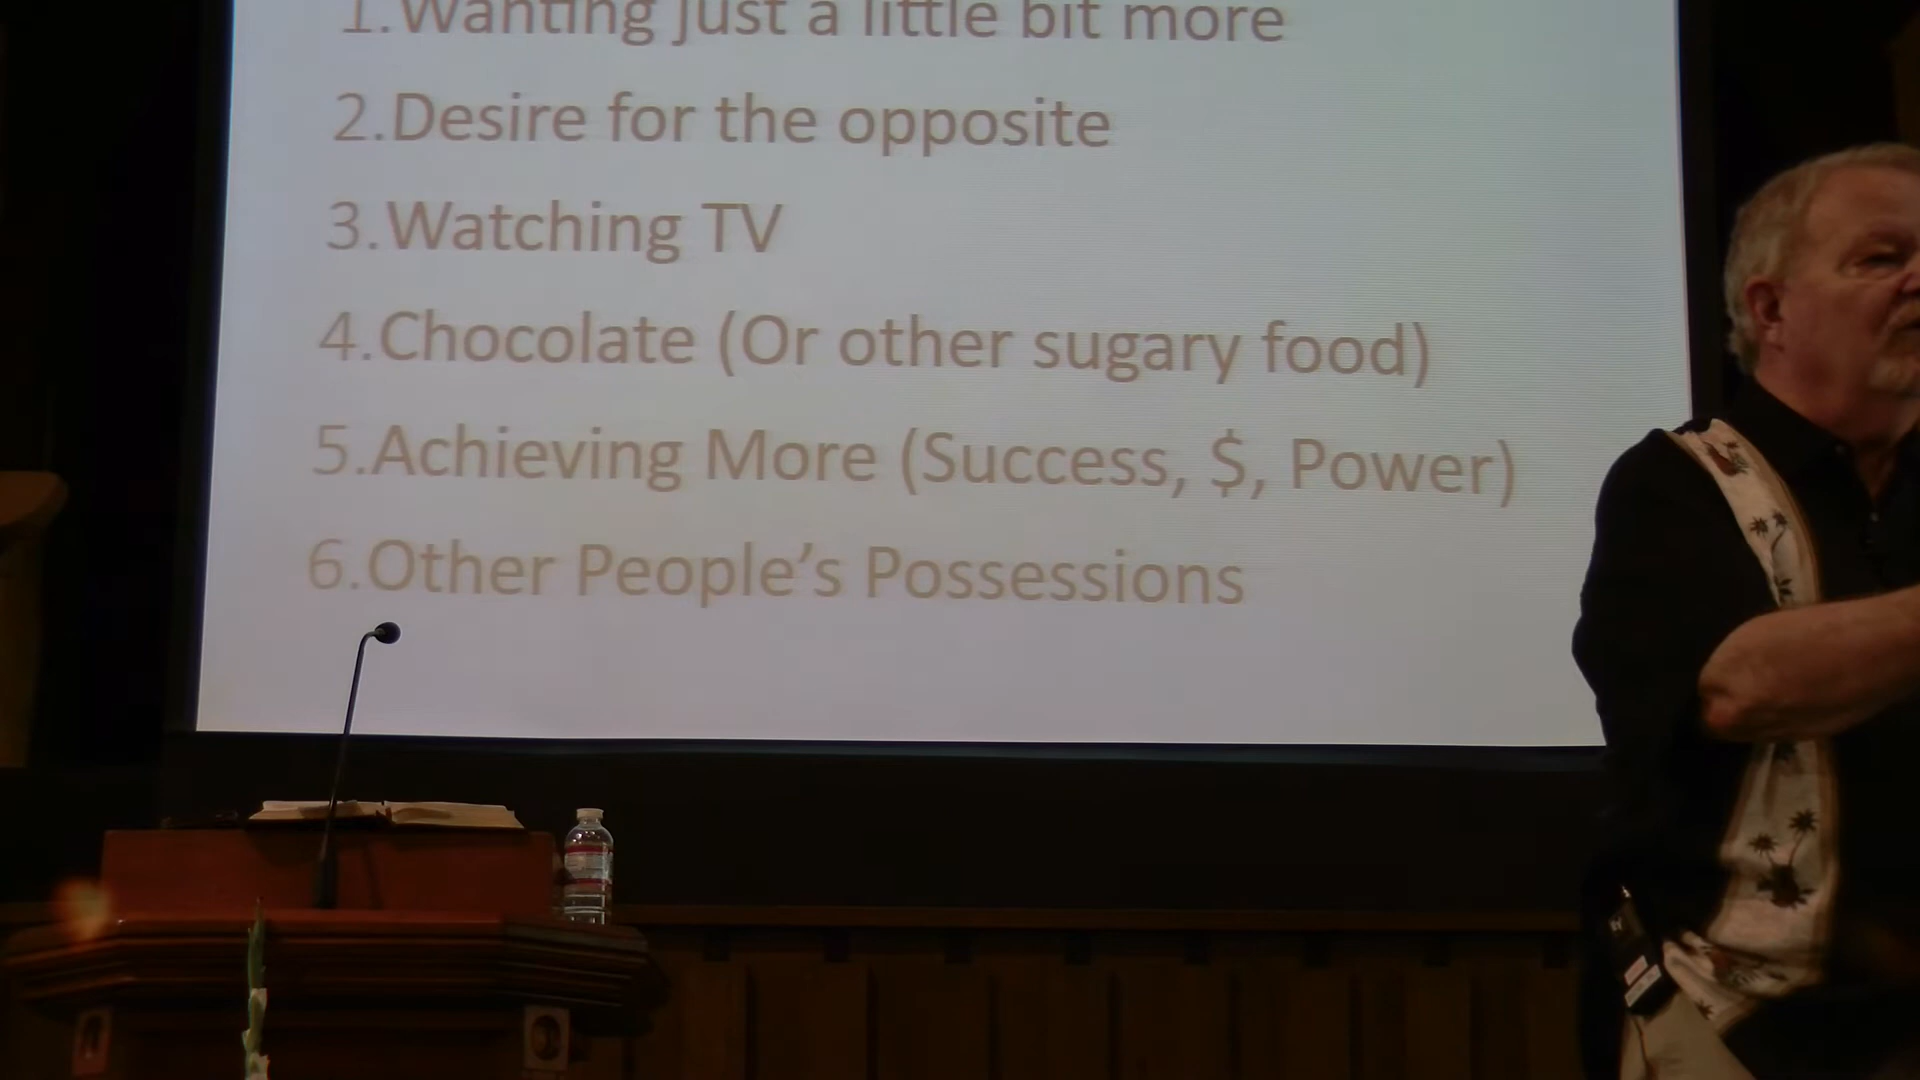 1.Wanting just a little bit more
2.Desire for the opposite
3.Watching TV
4.Chocolate (Or other sugary food)
5.Achieving More (Success, $, Power)
6.Other People’s Possessions